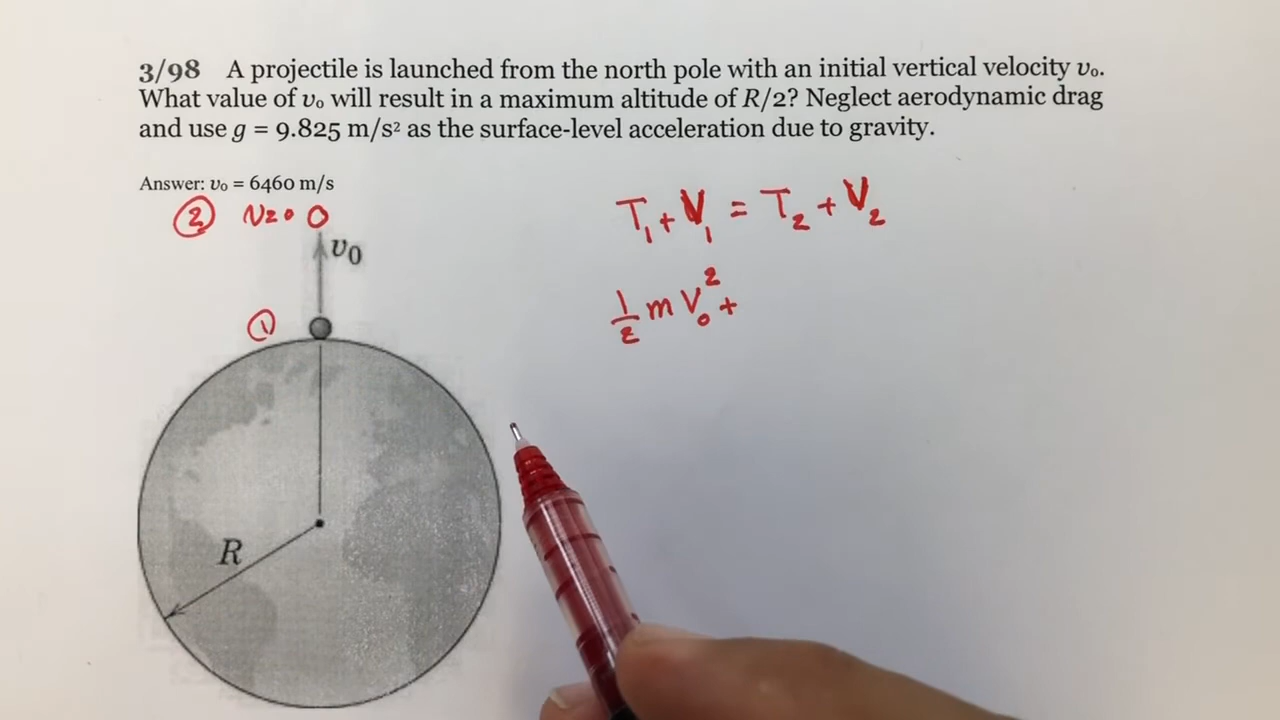 3/98 A projectile is launched from the north pole with an initial vertical velocity v₀.
What value of v₀ will result in a maximum altitude of R/2? Neglect aerodynamic drag
and use g = 9.825 m/s² as the surface-level acceleration due to gravity.
Answer: v₀ = 6460 m/s
② V2=0
T₁+V₁ = T₂+V₂
v₀
½ m V₀² +
①
R